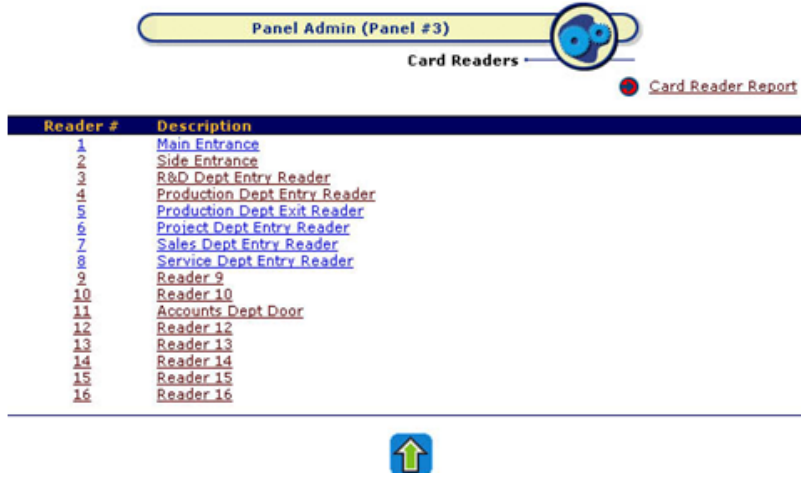 Panel Admin (Panel #3)
Card Readers
Card Reader Report
Reader # Description
1 Main Entrance
2 Side Entrance
3 R&D Dept Entry Reader
4 Production Dept Entry Reader
5 Production Dept Exit Reader
6 Project Dept Entry Reader
7 Sales Dept Entry Reader
8 Service Dept Entry Reader
9 Reader 9
10 Reader 10
11 Accounts Dept Door
12 Reader 12
13 Reader 13
14 Reader 14
15 Reader 15
16 Reader 16